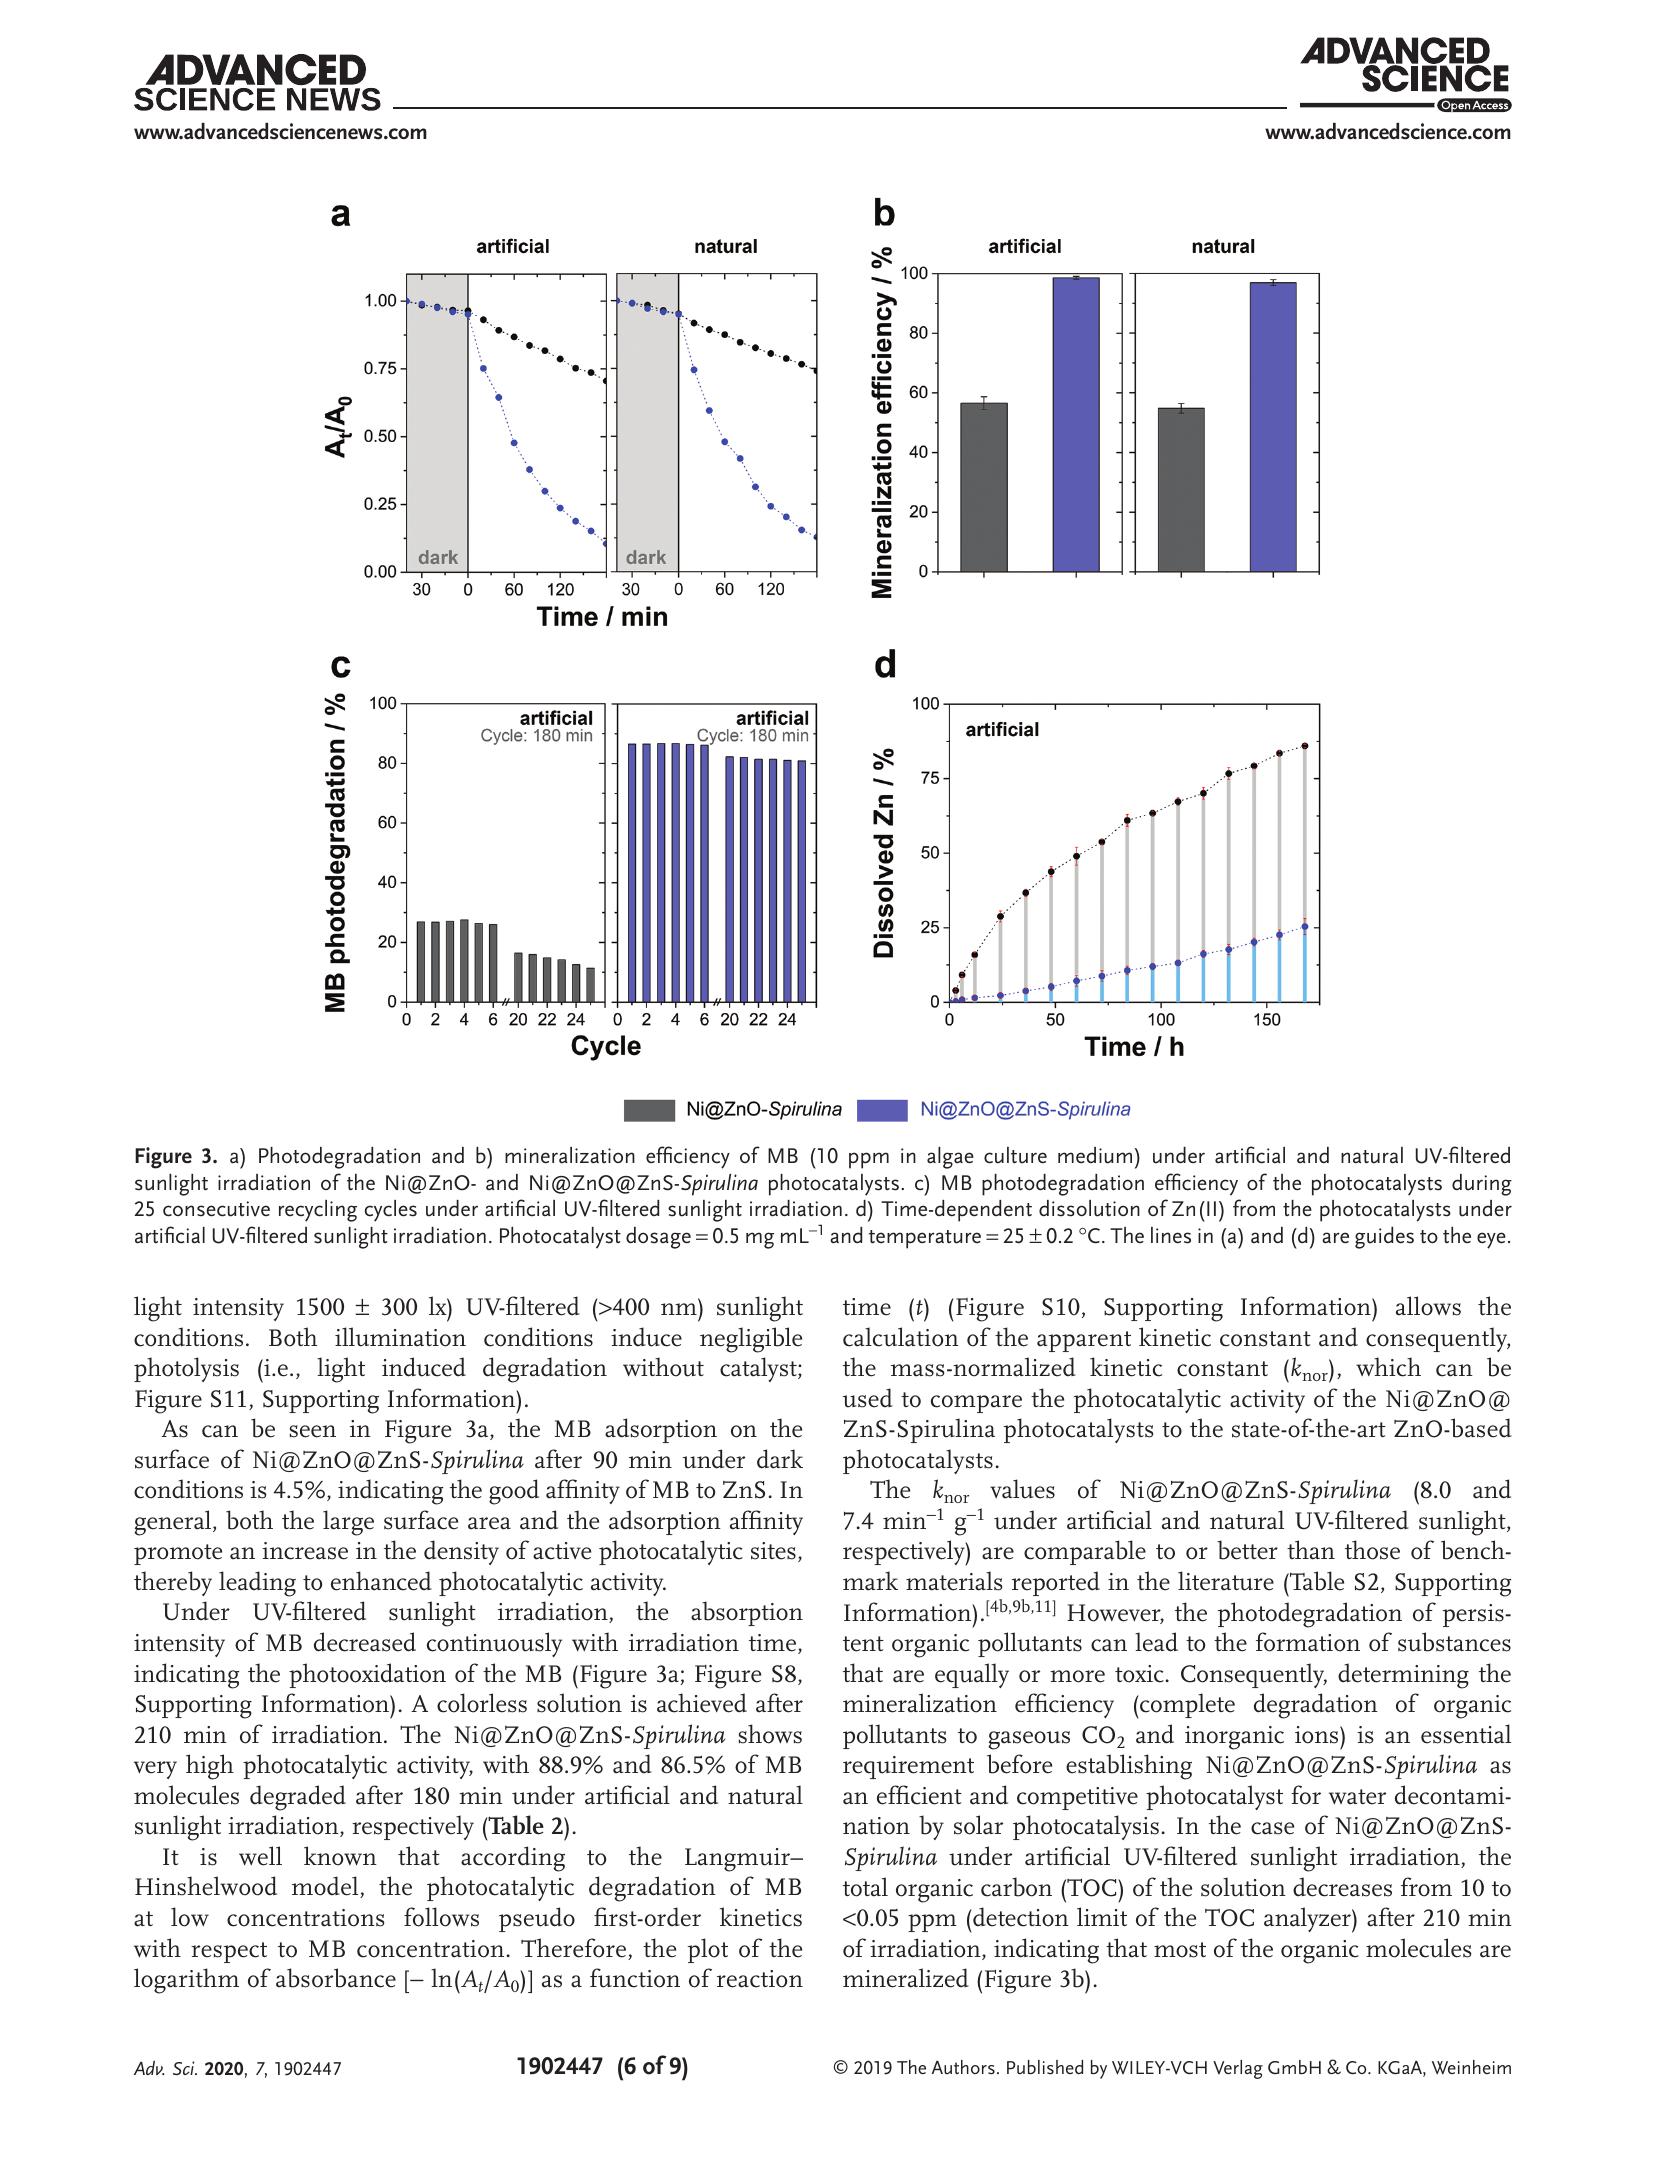 ADVANCED
SCIENCE NEWS
www.advancedsciencenews.com
ADVANCED
SCIENCE
Open Access
www.advancedscience.com
a
artificial
natural
1.00
0.75
0.50
0.25
0.00
At/A0
dark
dark
30 0 60 120
30 0 60 120
Time / min
b
artificial
natural
100
80
60
40
20
0
Mineralization efficiency / %
c
100
80
60
40
20
0
MB photodegradation / %
artificial
Cycle: 180 min
artificial
Cycle: 180 min
0 2 4 6 20 22 24
0 2 4 6 20 22 24
Cycle
d
100
75
50
25
0
Dissolved Zn / %
artificial
0 50 100 150
Time / h
Ni@ZnO-Spirulina Ni@ZnO@ZnS-Spirulina
Figure 3. a) Photodegradation and b) mineralization efficiency of MB (10 ppm in algae culture medium) under artificial and natural UV-filtered
sunlight irradiation of the Ni@ZnO- and Ni@ZnO@ZnS-Spirulina photocatalysts. c) MB photodegradation efficiency of the photocatalysts during
25 consecutive recycling cycles under artificial UV-filtered sunlight irradiation. d) Time-dependent dissolution of Zn(II) from the photocatalysts under
artificial UV-filtered sunlight irradiation. Photocatalyst dosage = 0.5 mg mL−1 and temperature = 25 ± 0.2 °C. The lines in (a) and (d) are guides to the eye.
light intensity 1500 ± 300 lx) UV-filtered (>400 nm) sunlight
conditions. Both illumination conditions induce negligible
photolysis (i.e., light induced degradation without catalyst;
Figure S11, Supporting Information).
As can be seen in Figure 3a, the MB adsorption on the
surface of Ni@ZnO@ZnS-Spirulina after 90 min under dark
conditions is 4.5%, indicating the good affinity of MB to ZnS. In
general, both the large surface area and the adsorption affinity
promote an increase in the density of active photocatalytic sites,
thereby leading to enhanced photocatalytic activity.
Under UV-filtered sunlight irradiation, the absorption
intensity of MB decreased continuously with irradiation time,
indicating the photooxidation of the MB (Figure 3a; Figure S8,
Supporting Information). A colorless solution is achieved after
210 min of irradiation. The Ni@ZnO@ZnS-Spirulina shows
very high photocatalytic activity, with 88.9% and 86.5% of MB
molecules degraded after 180 min under artificial and natural
sunlight irradiation, respectively (Table 2).
It is well known that according to the Langmuir–
Hinshelwood model, the photocatalytic degradation of MB
at low concentrations follows pseudo first-order kinetics
with respect to MB concentration. Therefore, the plot of the
logarithm of absorbance [– ln(At/A0)] as a function of reaction
time (t) (Figure S10, Supporting Information) allows the
calculation of the apparent kinetic constant and consequently,
the mass-normalized kinetic constant (knor), which can be
used to compare the photocatalytic activity of the Ni@ZnO@
ZnS-Spirulina photocatalysts to the state-of-the-art ZnO-based
photocatalysts.
The knor values of Ni@ZnO@ZnS-Spirulina (8.0 and
7.4 min−1 g−1 under artificial and natural UV-filtered sunlight,
respectively) are comparable to or better than those of bench-
mark materials reported in the literature (Table S2, Supporting
Information).[4b,9b,11] However, the photodegradation of persis-
tent organic pollutants can lead to the formation of substances
that are equally or more toxic. Consequently, determining the
mineralization efficiency (complete degradation of organic
pollutants to gaseous CO2 and inorganic ions) is an essential
requirement before establishing Ni@ZnO@ZnS-Spirulina as
an efficient and competitive photocatalyst for water decontami-
nation by solar photocatalysis. In the case of Ni@ZnO@ZnS-
Spirulina under artificial UV-filtered sunlight irradiation, the
total organic carbon (TOC) of the solution decreases from 10 to
<0.05 ppm (detection limit of the TOC analyzer) after 210 min
of irradiation, indicating that most of the organic molecules are
mineralized (Figure 3b).
Adv. Sci. 2020, 7, 1902447
1902447 (6 of 9)
© 2019 The Authors. Published by WILEY-VCH Verlag GmbH & Co. KGaA, Weinheim